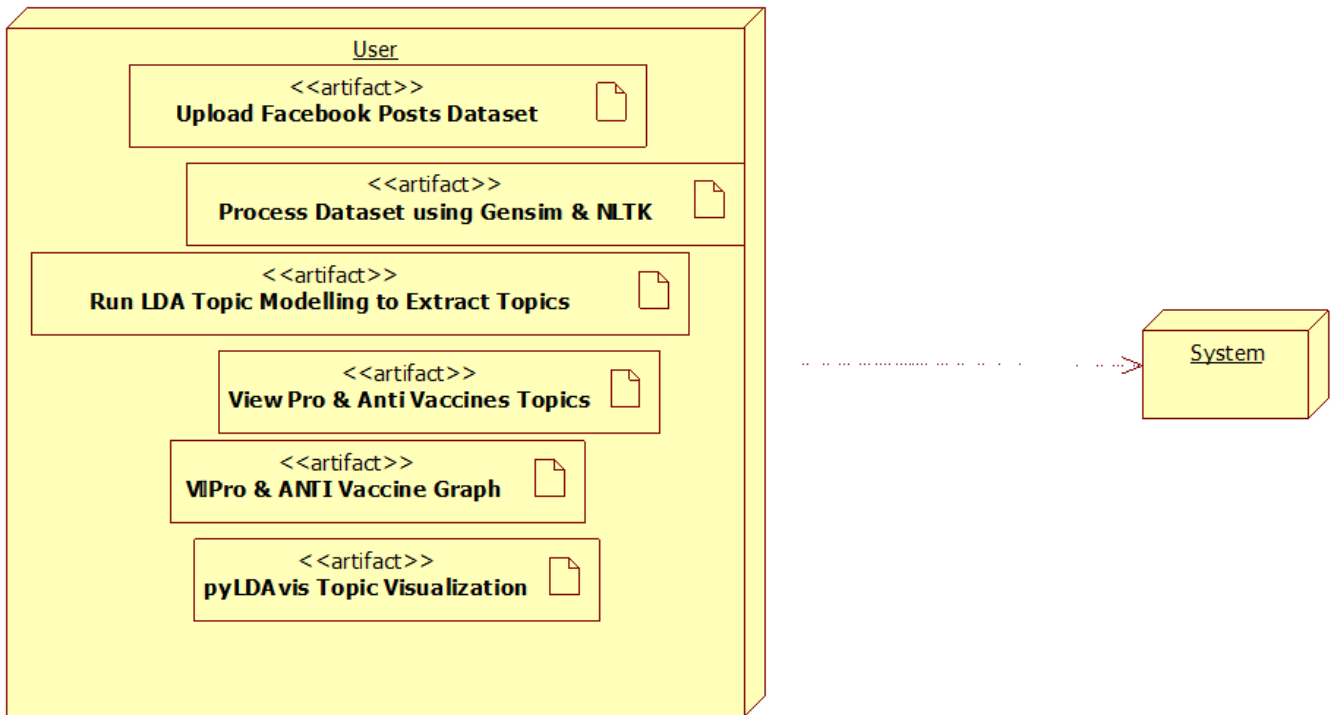 User
<<artifact>>
Upload Facebook Posts Dataset
<<artifact>>
Process Dataset using Gensim & NLTK
<<artifact>>
Run LDA Topic Modelling to Extract Topics
<<artifact>>
View Pro & Anti Vaccines Topics
<<artifact>>
VIIPro & ANTI Vaccine Graph
<<artifact>>
pyLDAvis Topic Visualization
System